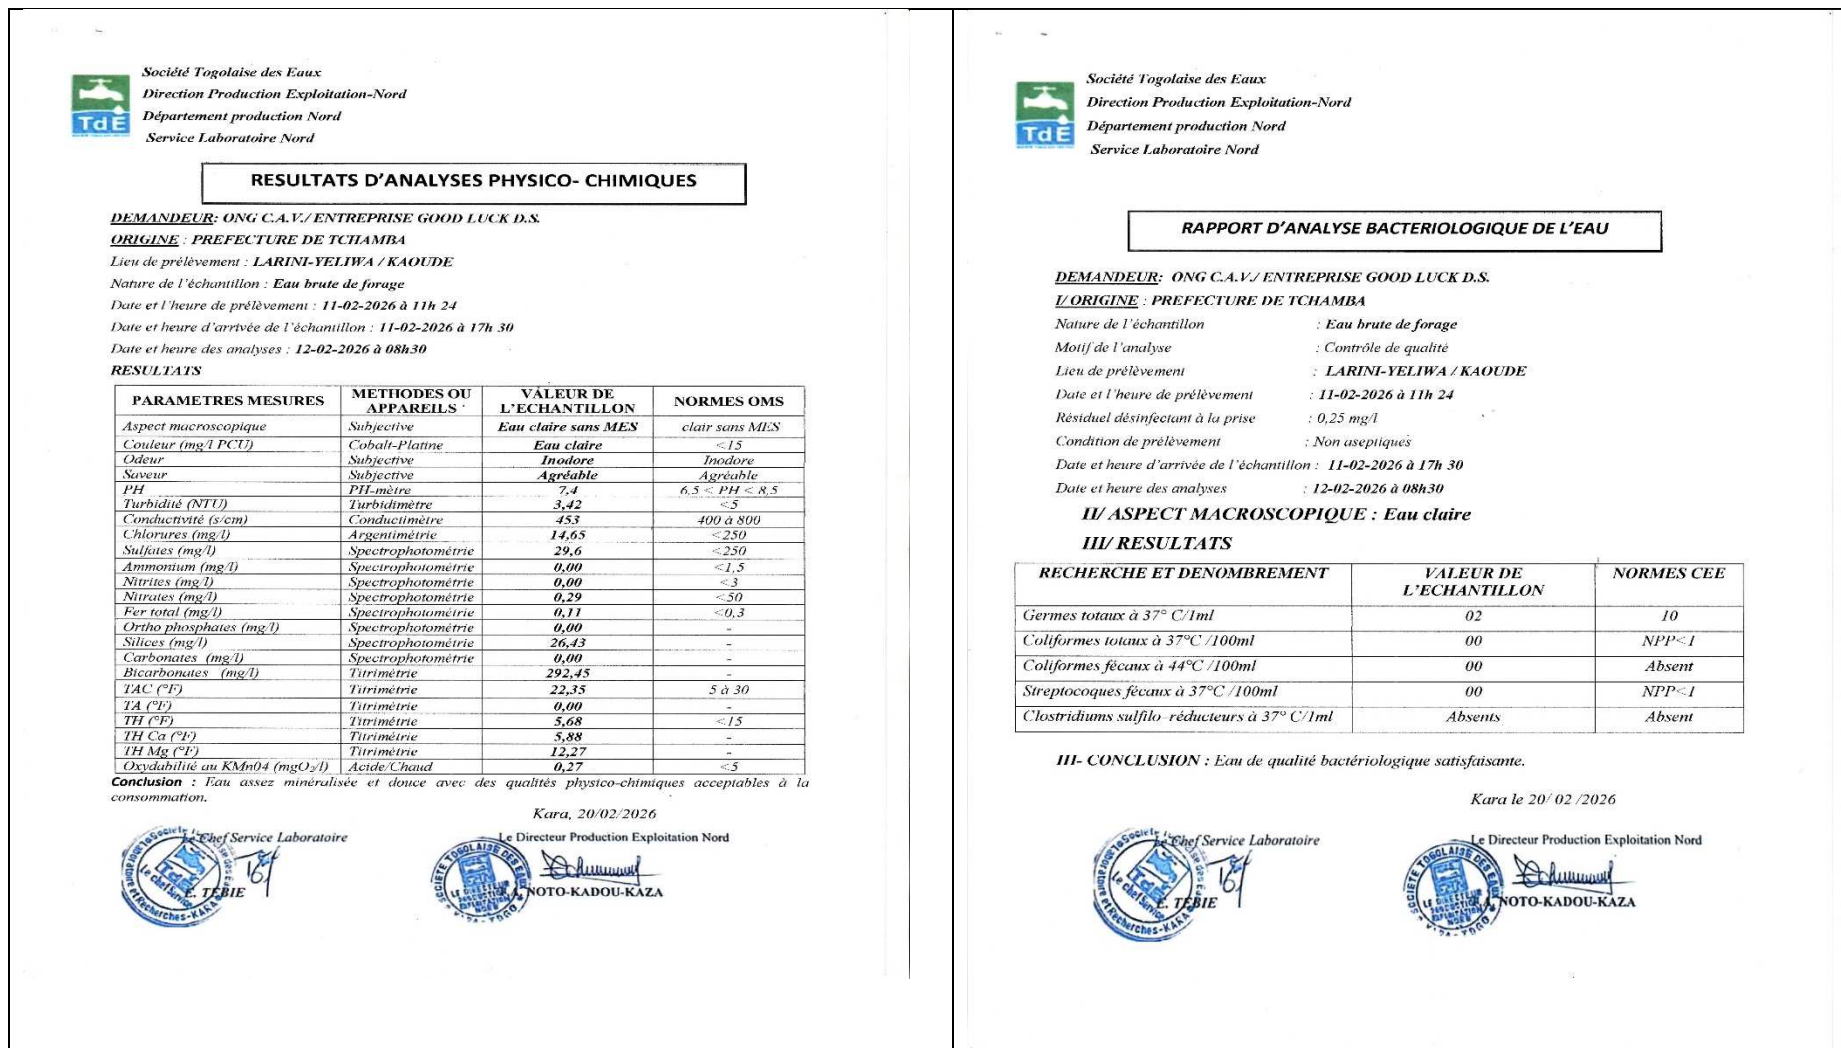 Société Togolaise des Eaux
Direction Production Exploitation-Nord
Département production Nord
Service Laboratoire Nord
TdE
RESULTATS D'ANALYSES PHYSICO- CHIMIQUES
DEMANDEUR: ONG C.A.V./ ENTREPRISE GOOD LUCK D.S.
ORIGINE : PREFECTURE DE TCHAMBA
Lieu de prélèvement : LARINI-YELIWA / KAOUDE
Nature de l'échantillon : Eau brute de forage
Date et l'heure de prélèvement : 11-02-2026 à 11h 24
Date et heure d'arrivée de l'échantillon : 11-02-2026 à 17h 30
Date et heure des analyses : 12-02-2026 à 08h30
RESULTATS
PARAMETRES MESURES METHODES OU APPAREILS VALEUR DE L'ECHANTILLON NORMES OMS
Aspect macroscopique Subjective Eau claire sans MES clair sans MES
Couleur (mg/l PCU) Cobalt-Platine Eau claire <15
Odeur Subjective Inodore Inodore
Saveur Subjective Agréable Agréable
PH PH-mètre 7,4 6,5 < PH < 8,5
Turbidité (NTU) Turbidimètre 3,42 <5
Conductivité (s/cm) Conductimètre 453 400 à 800
Chlorures (mg/l) Argentimétrie 14,65 <250
Sulfates (mg/l) Spectrophotométrie 29,6 <250
Ammonium (mg/l) Spectrophotométrie 0,00 <1,5
Nitrites (mg/l) Spectrophotométrie 0,00 <3
Nitrates (mg/l) Spectrophotométrie 0,29 <50
Fer total (mg/l) Spectrophotométrie 0,11 <0,3
Ortho phosphates (mg/l) Spectrophotométrie 0,00 -
Silices (mg/l) Spectrophotométrie 26,43 -
Carbonates (mg/l) Spectrophotométrie 0,00 -
Bicarbonates (mg/l) Titrimétrie 292,45 -
TAC (°F) Titrimétrie 22,35 5 à 30
TA (°F) Titrimétrie 0,00 -
TH (°F) Titrimétrie 5,68 <15
TH Ca (°F) Titrimétrie 5,88 -
TH Mg (°F) Titrimétrie 12,27 -
Oxydabilité au KMn04 (mgO₂/l) Acide/Chaud 0,27 <5
Conclusion : Eau assez minéralisée et douce avec des qualités physico-chimiques acceptables à la
consommation.
Kara, 20/02/2026
Le Chef Service Laboratoire
Le Directeur Production Exploitation Nord
E. TEBIE
NOTO-KADOU-KAZA
Société Togolaise des Eaux
Direction Production Exploitation-Nord
Département production Nord
Service Laboratoire Nord
TdE
RAPPORT D'ANALYSE BACTERIOLOGIQUE DE L'EAU
DEMANDEUR: ONG C.A.V./ ENTREPRISE GOOD LUCK D.S.
I/ ORIGINE : PREFECTURE DE TCHAMBA
Nature de l'échantillon : Eau brute de forage
Motif de l'analyse : Contrôle de qualité
Lieu de prélèvement : LARINI-YELIWA / KAOUDE
Date et l'heure de prélèvement : 11-02-2026 à 11h 24
Résiduel désinfectant à la prise : 0,25 mg/l
Condition de prélèvement : Non aseptiques
Date et heure d'arrivée de l'échantillon : 11-02-2026 à 17h 30
Date et heure des analyses : 12-02-2026 à 08h30
II/ ASPECT MACROSCOPIQUE : Eau claire
III/ RESULTATS
RECHERCHE ET DENOMBREMENT VALEUR DE L'ECHANTILLON NORMES CEE
Germes totaux à 37° C/1ml 02 10
Coliformes totaux à 37°C /100ml 00 NPP<1
Coliformes fécaux à 44°C /100ml 00 Absent
Streptocoques fécaux à 37°C /100ml 00 NPP<1
Clostridiums sulfilo-réducteurs à 37° C/1ml Absents Absent
III- CONCLUSION : Eau de qualité bactériologique satisfaisante.
Kara le 20/ 02 /2026
Le Chef Service Laboratoire
Le Directeur Production Exploitation Nord
E. TEBIE
NOTO-KADOU-KAZA